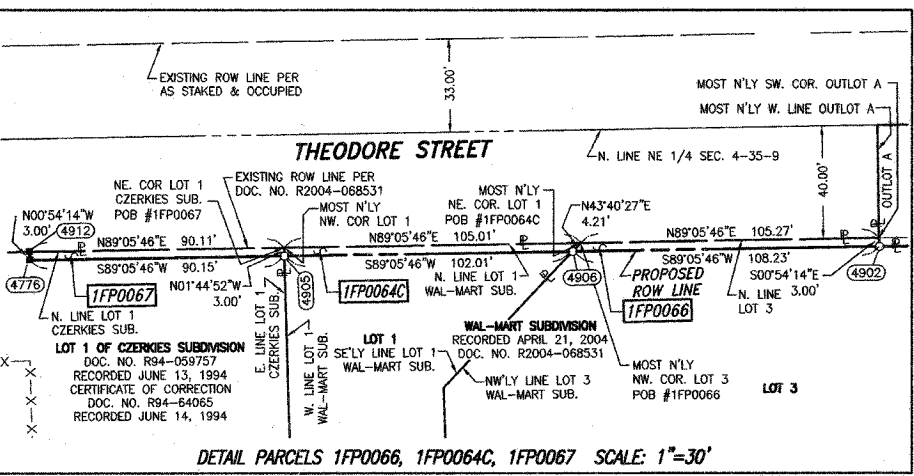 EXISTING ROW LINE PER
AS STAKED & OCCUPIED
33.00'
MOST N'LY SW. COR. OUTLOT A
MOST N'LY W. LINE OUTLOT A
THEODORE STREET
N. LINE NE 1/4 SEC. 4-35-9
40.00'
OUTLOT A
NE. COR LOT 1
CZERKIES SUB.
POB #1FP0067
EXISTING ROW LINE PER
DOC. NO. R2004-068531
MOST N'LY
NW. COR LOT 1
MOST N'LY
NE. COR. LOT 1
POB #1FP0064C
N43°40'27"E
4.21'
N00°54'14"W
3.00'
4912
N89°05'46"E 90.11'
N89°05'46"E 105.01'
N89°05'46"E 105.27'
S89°05'46"W 90.15'
S89°05'46"W 102.01'
S89°05'46"W 108.23'
4776
1FP0067
N01°44'52"W
3.00'
4905
1FP0064C
N. LINE LOT 1
WAL-MART SUB.
4906
PROPOSED
ROW LINE
1FP0066
N. LINE
LOT 3
S00°54'14"E
3.00'
4902
N. LINE LOT 1
CZERKIES SUB.
LOT 1 OF CZERKIES SUBDIVISION
DOC. NO. R94-059757
RECORDED JUNE 13, 1994
CERTIFICATE OF CORRECTION
DOC. NO. R94-64065
RECORDED JUNE 14, 1994
E. LINE LOT 1
CZERKIES SUB.
W. LINE LOT 1
WAL-MART SUB.
LOT 1
SE'LY LINE LOT 1
WAL-MART SUB.
WAL-MART SUBDIVISION
RECORDED APRIL 21, 2004
DOC. NO. R2004-068531
NW'LY LINE LOT 3
WAL-MART SUB.
MOST N'LY
NW. COR. LOT 3
POB #1FP0066
LOT 3
DETAIL PARCELS 1FP0066, 1FP0064C, 1FP0067 SCALE: 1"=30'